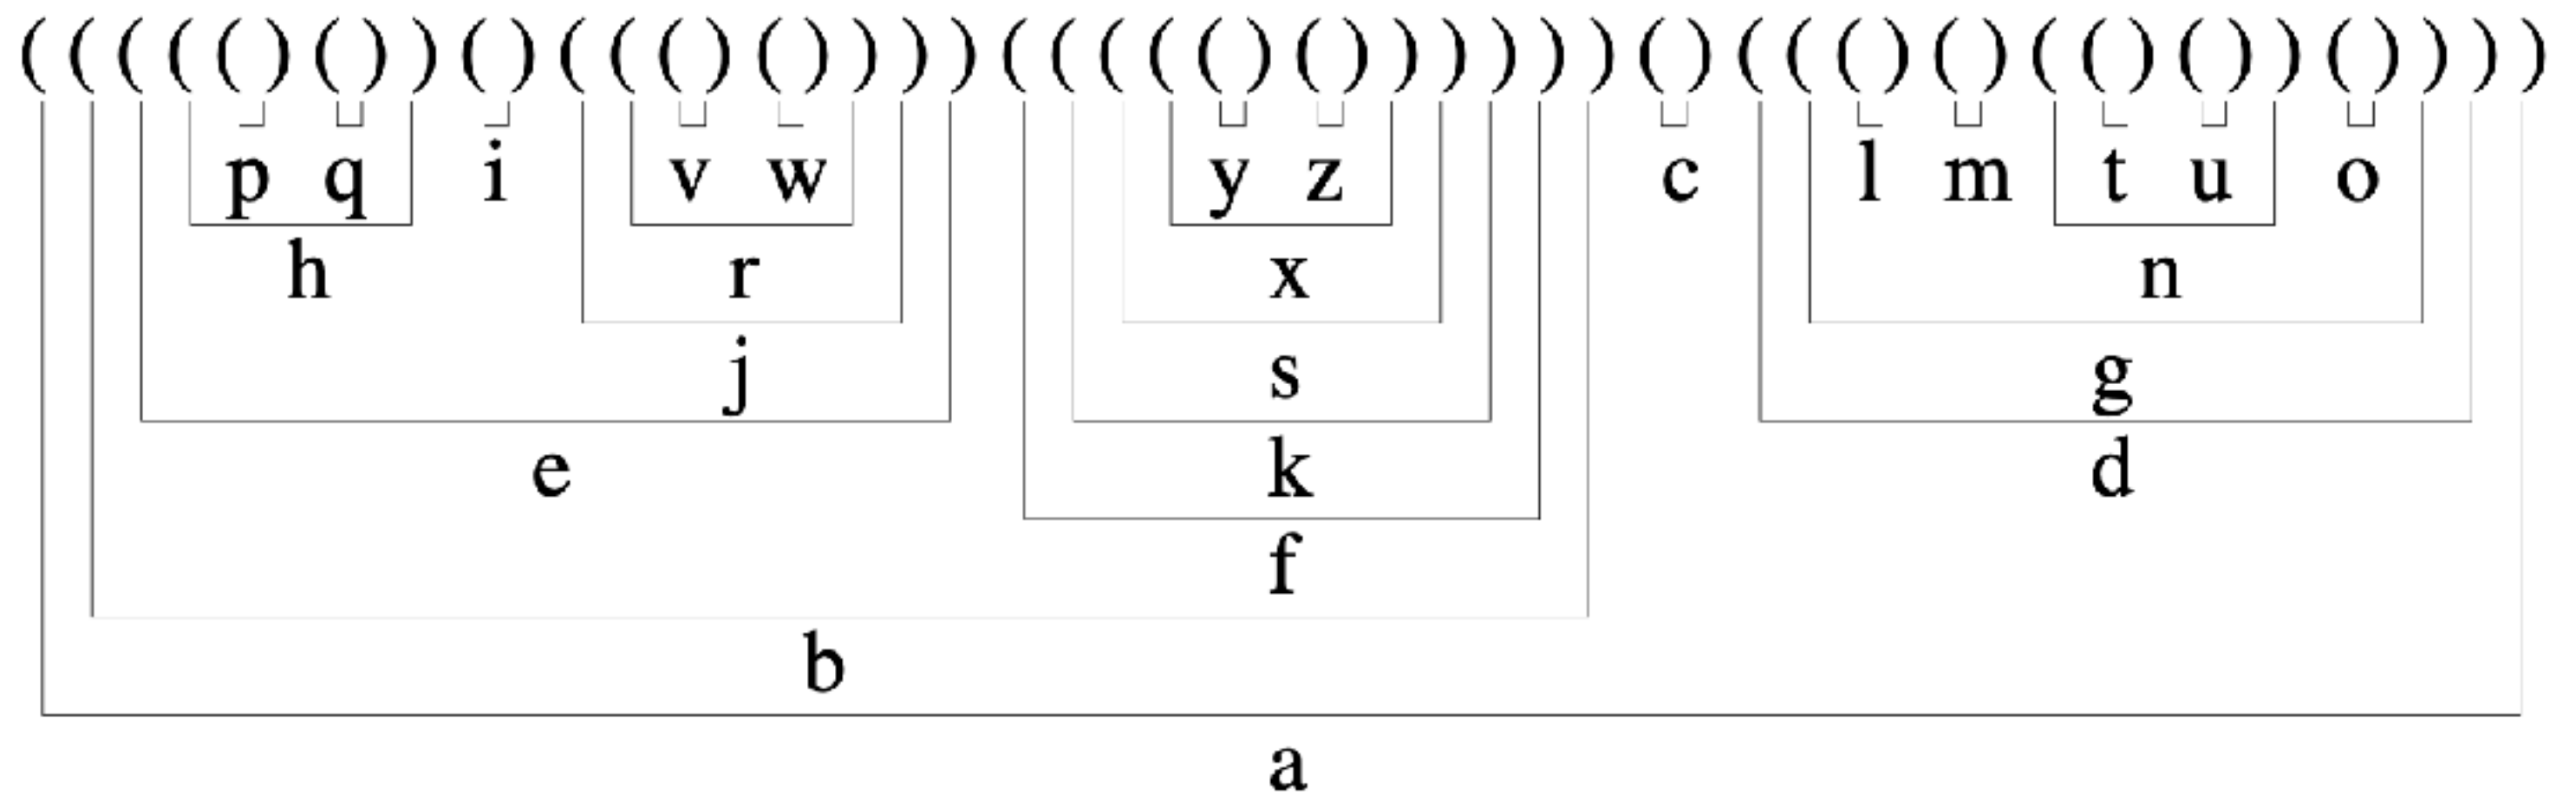 (((( ()())()((()()))) (((( ()()))))) ()(( ()()( ()())())))
p q i v w y z c l m t u o
h r x n
j s g
e k d
f
b
a